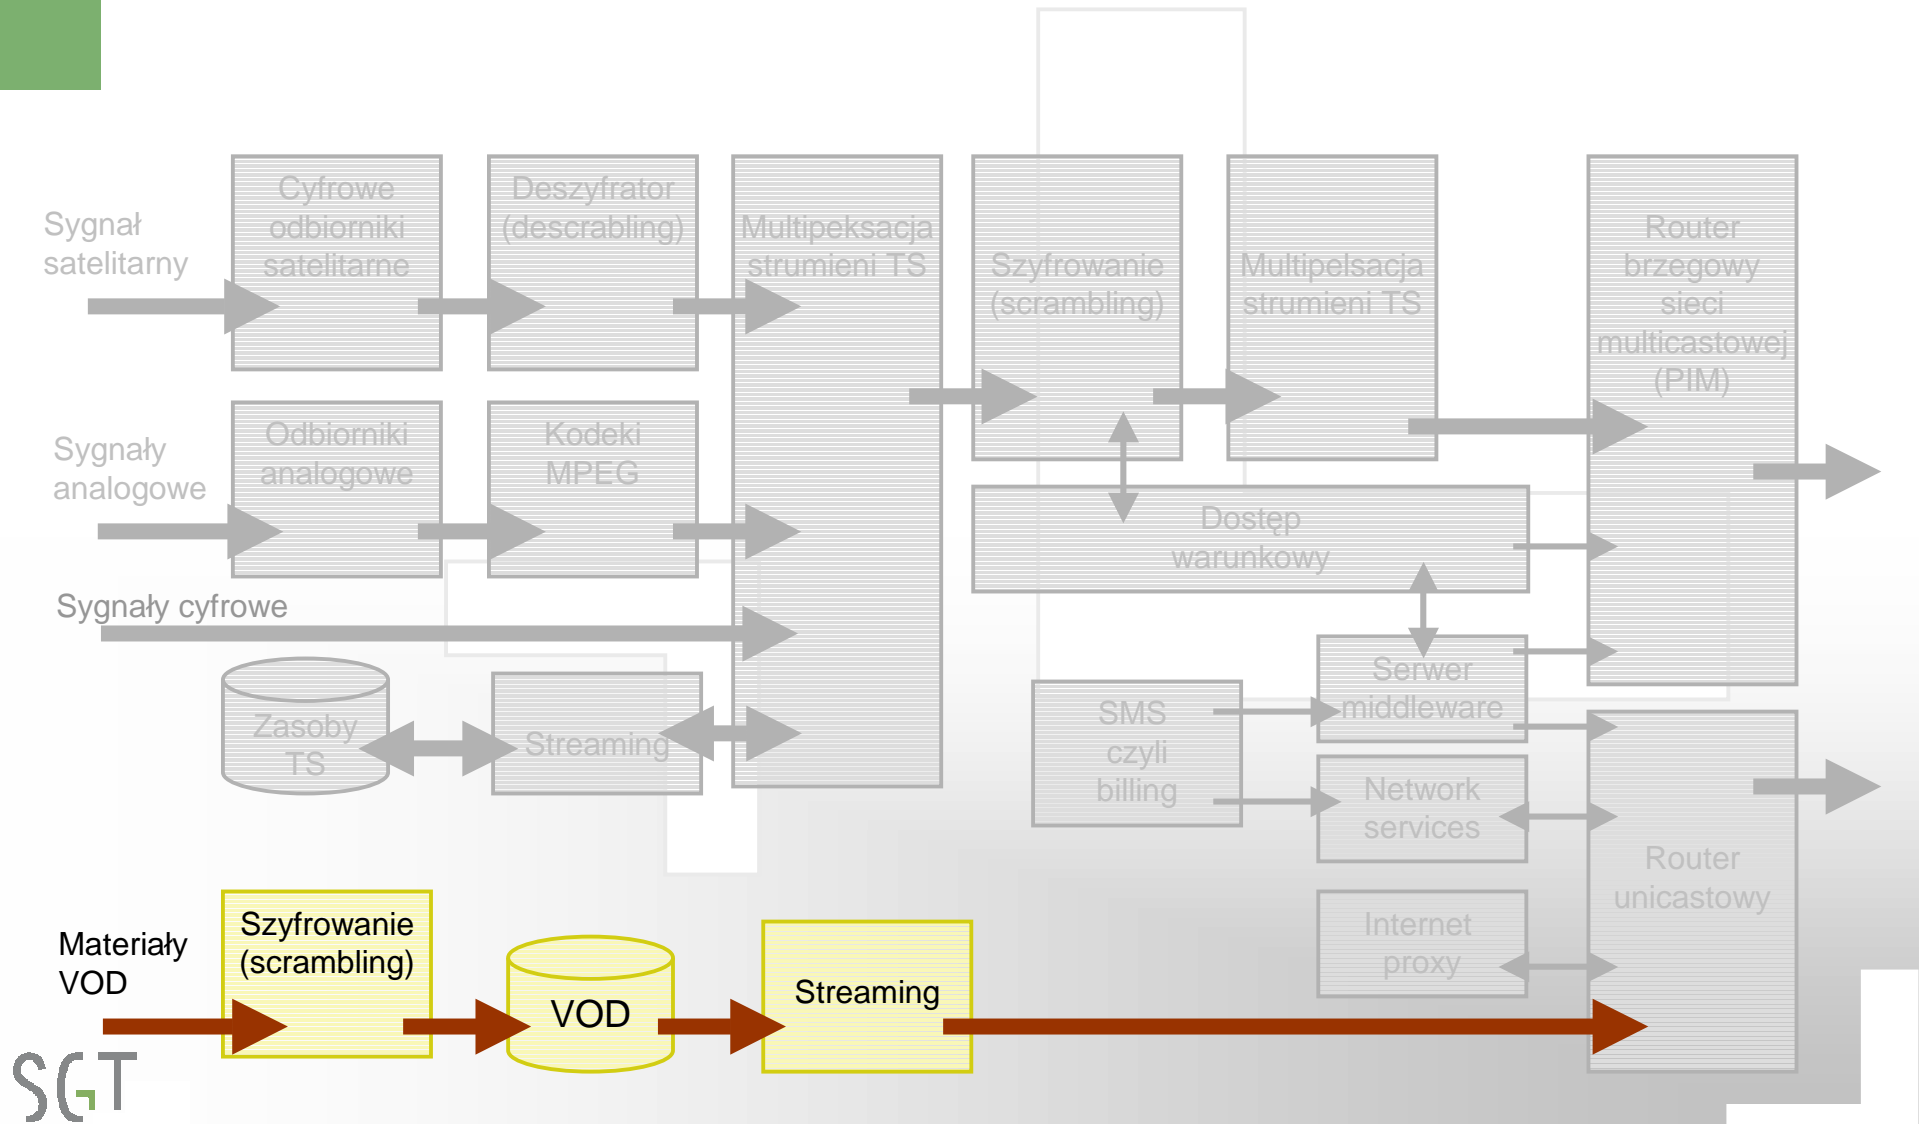 Sygnał
satelitarny
Cyfrowe
odbiorniki
satelitarne
Deszyfrator
(descrabling)
Multipeksacja
strumieni TS
Szyfrowanie
(scrambling)
Multipelsacja
strumieni TS
Router
brzegowy
sieci
multicastowej
(PIM)
Sygnały
analogowe
Odbiorniki
analogowe
Kodeki
MPEG
Dostęp
warunkowy
Sygnały cyfrowe
Zasoby
TS
Streaming
SMS
czyli
billing
Serwer
middleware
Network
services
Internet
proxy
Router
unicastowy
Materiały
VOD
Szyfrowanie
(scrambling)
VOD
Streaming
SGT